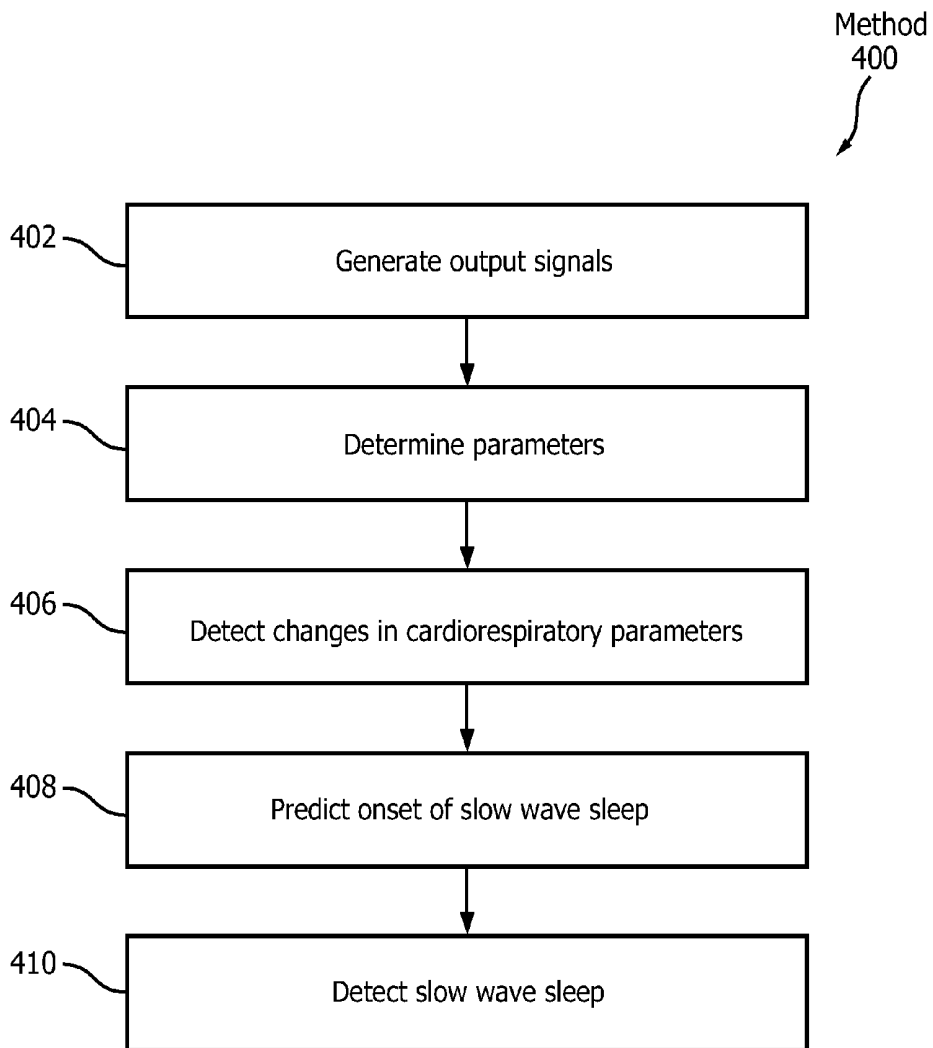 Method
400
402
Generate output signals
404
Determine parameters
406
Detect changes in cardiorespiratory parameters
408
Predict onset of slow wave sleep
410
Detect slow wave sleep